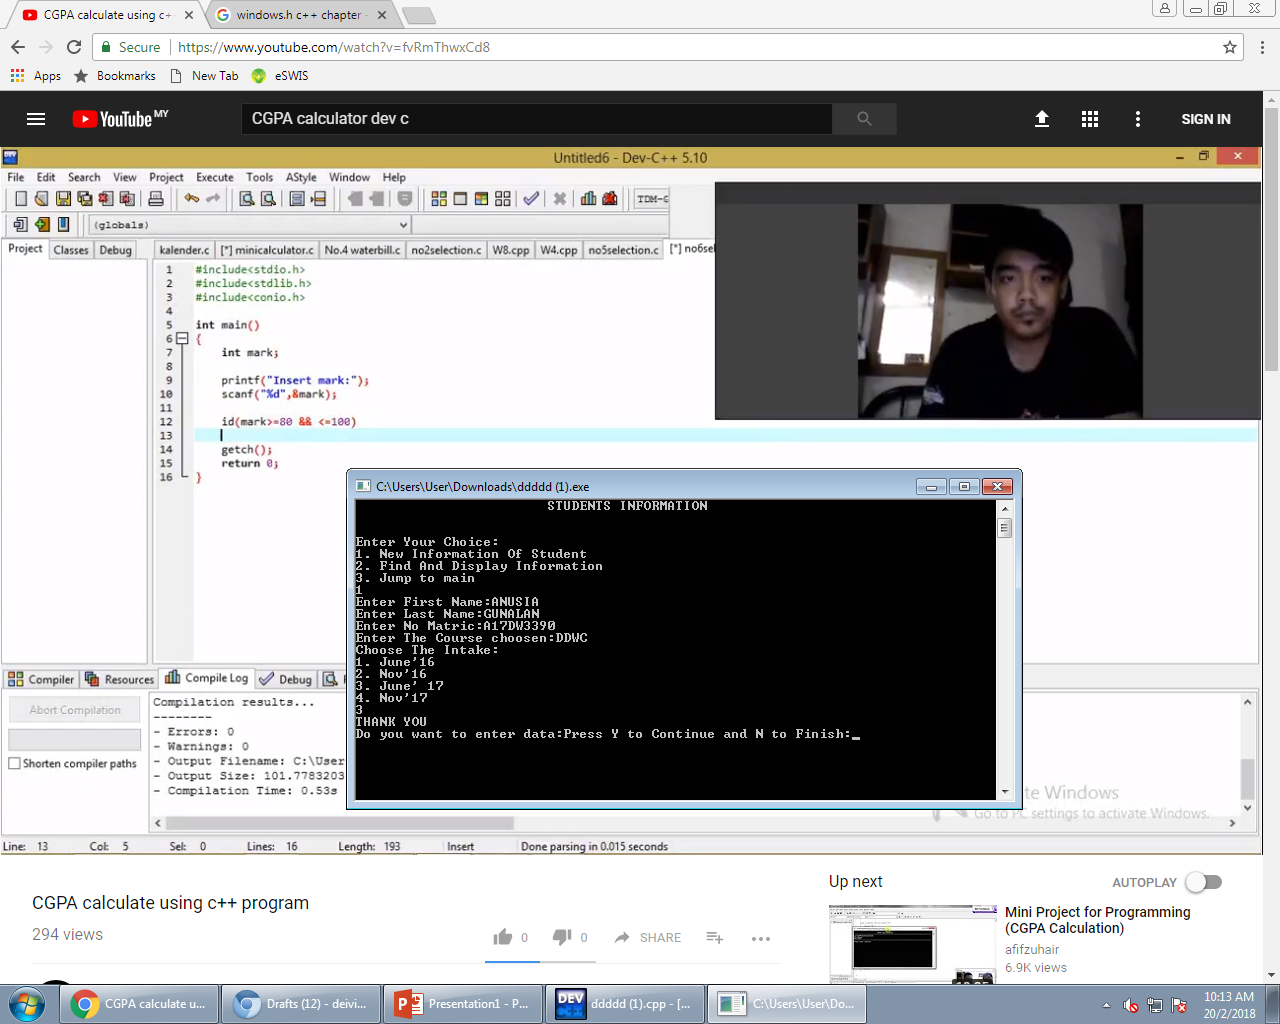 CGPA calculate using c+
windows.h c++ chapter
Secure
https://www.youtube.com/watch?v=fvRmThwxCd8
Apps
Bookmarks
New Tab
eSWIS
YouTube MY
CGPA calculator dev c
SIGN IN
Untitled6 - Dev-C++ 5.10
File Edit Search View Project Execute Tools AStyle Window Help
TDM-G
(globals)
Project Classes Debug
kalender.c [*] minicalculator.c No.4 waterbill.c no2selection.c W8.cpp W4.cpp no5selection.c [*] no6sel
1 #include<stdio.h>
2 #include<stdlib.h>
3 #include<conio.h>
4
5 int main()
6 {
7 int mark;
8
9 printf("Insert mark:");
10 scanf("%d",&mark);
11
12 id(mark>=80 && <=100)
13
14 getch();
15 return 0;
16 }
C:\Users\User\Downloads\ddddd (1).exe
STUDENTS INFORMATION
Enter Your Choice:
1. New Information Of Student
2. Find And Display Information
3. Jump to main
1
Enter First Name:ANUSIA
Enter Last Name:GUNALAN
Enter No Matric:A17DW3390
Enter The Course choosen:DDWC
Choose The Intake:
1. June'16
2. Nov'16
3. June' 17
4. Nov'17
3
THANK YOU
Do you want to enter data:Press Y to Continue and N to Finish:_
Compiler Resources Compile Log Debug
Abort Compilation
Shorten compiler paths
Compilation results...
--------
- Errors: 0
- Warnings: 0
- Output Filename: C:\User
- Output Size: 101.7783203
- Compilation Time: 0.53s
te Windows
Go to PC settings to activate Windows.
Line: 13 Col: 5 Sel: 0 Lines: 16 Length: 193 Insert Done parsing in 0.015 seconds
CGPA calculate using c++ program
294 views
0
0
SHARE
Up next
AUTOPLAY
Mini Project for Programming
(CGPA Calculation)
afifzuhair
6.9K views
CGPA calculate u...
Drafts (12) - deivi...
Presentation1 - P...
DEV
ddddd (1).cpp - [...
C:\Users\User\Do...
10:13 AM
20/2/2018